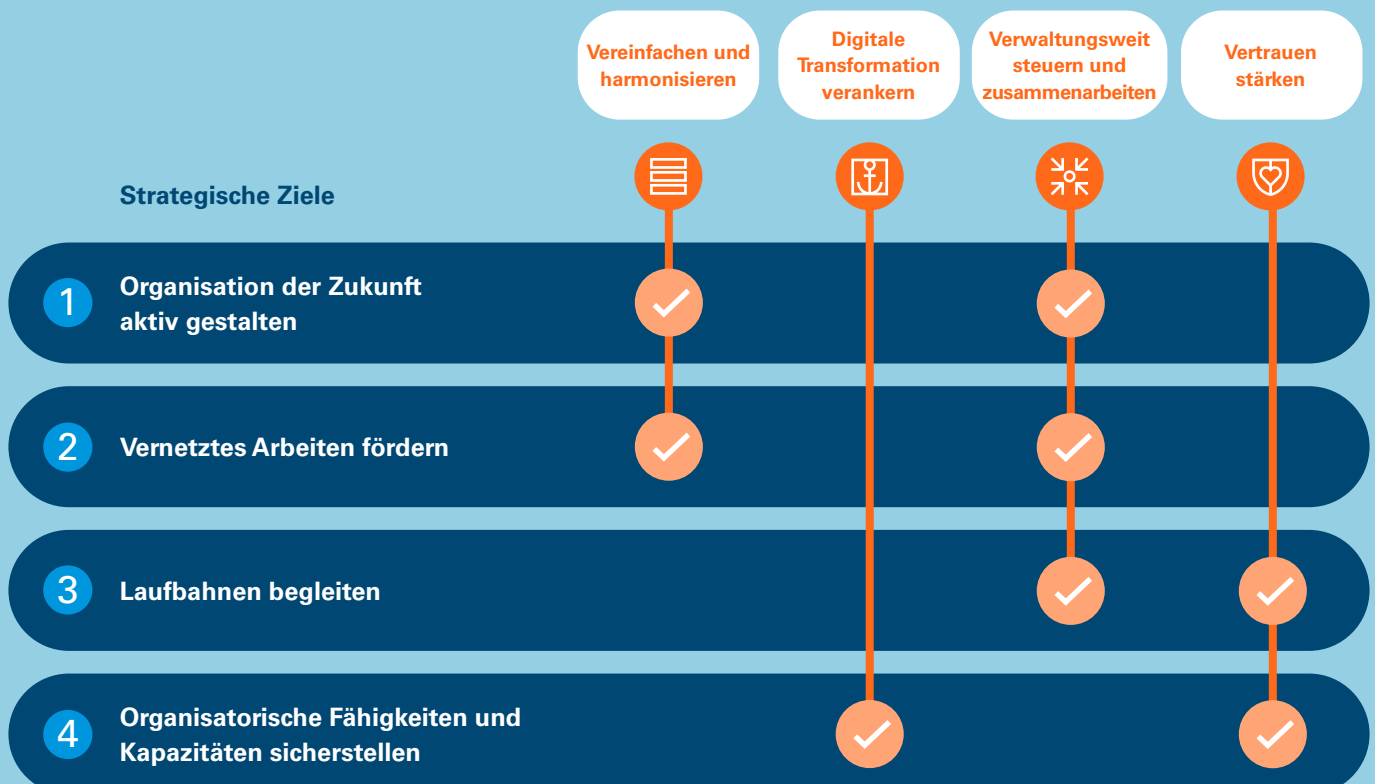 Vereinfachen und
harmonisieren
Digitale
Transformation
verankern
Verwaltungsweit
steuern und
zusammenarbeiten
Vertrauen
stärken
Strategische Ziele
1
Organisation der Zukunft
aktiv gestalten
2
Vernetztes Arbeiten fördern
3
Laufbahnen begleiten
4
Organisatorische Fähigkeiten und
Kapazitäten sicherstellen